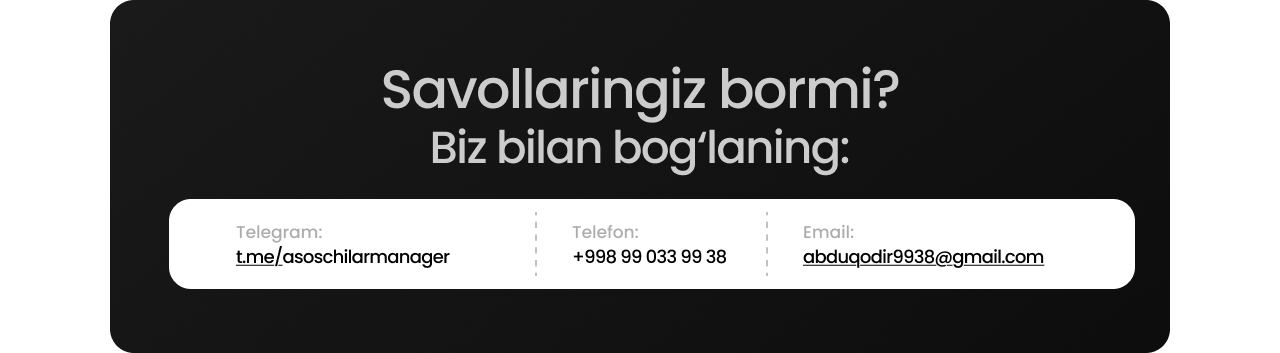 Savollaringiz bormi?
Biz bilan bog‘laning:
Telegram:
t.me/asoschilarmanager
Telefon:
+998 99 033 99 38
Email:
abduqodir9938@gmail.com